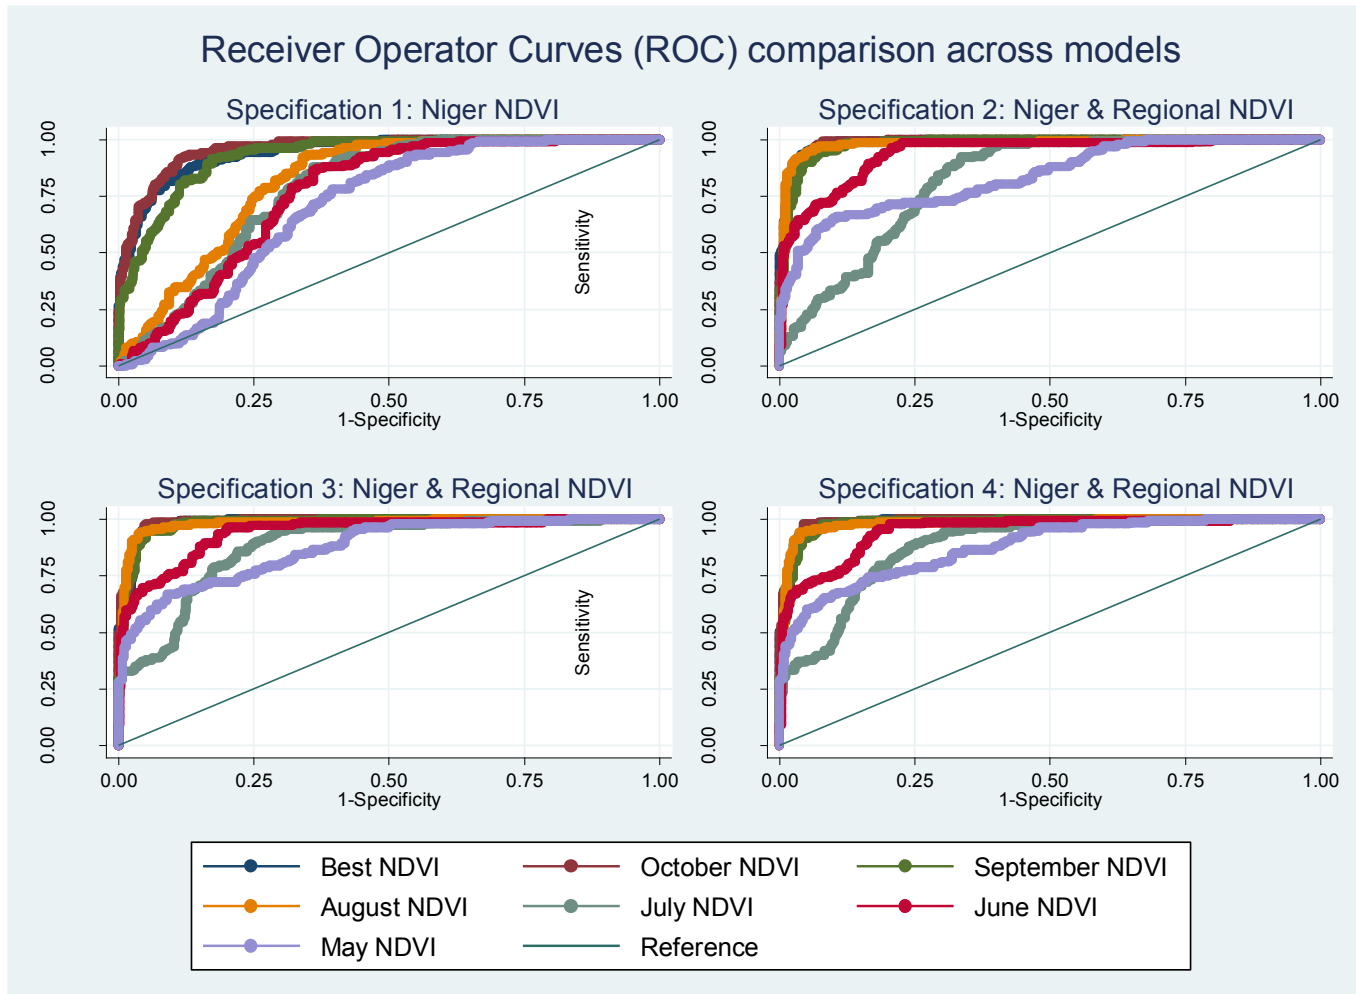 Receiver Operator Curves (ROC) comparison across models
Specification 1: Niger NDVI
1.00
0.75
0.50
0.25
0.00
Sensitivity
0.00 0.25 0.50 0.75 1.00
1-Specificity
Specification 2: Niger & Regional NDVI
1.00
0.75
0.50
0.25
0.00
0.00 0.25 0.50 0.75 1.00
1-Specificity
Specification 3: Niger & Regional NDVI
1.00
0.75
0.50
0.25
0.00
Sensitivity
0.00 0.25 0.50 0.75 1.00
1-Specificity
Specification 4: Niger & Regional NDVI
1.00
0.75
0.50
0.25
0.00
0.00 0.25 0.50 0.75 1.00
1-Specificity
Best NDVI October NDVI September NDVI
August NDVI July NDVI June NDVI
May NDVI Reference